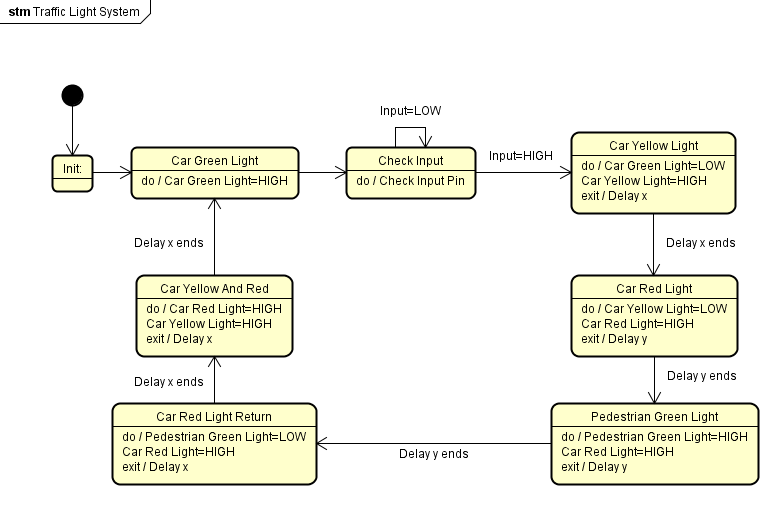 stm Traffic Light System
Input=LOW
Init:
Car Green Light
do / Car Green Light=HIGH
Check Input
do / Check Input Pin
Input=HIGH
Car Yellow Light
do / Car Green Light=LOW
Car Yellow Light=HIGH
exit / Delay x
Delay x ends
Delay x ends
Car Yellow And Red
do / Car Red Light=HIGH
Car Yellow Light=HIGH
exit / Delay x
Car Red Light
do / Car Yellow Light=LOW
Car Red Light=HIGH
exit / Delay y
Delay x ends
Delay y ends
Car Red Light Return
do / Pedestrian Green Light=LOW
Car Red Light=HIGH
exit / Delay x
Delay y ends
Pedestrian Green Light
do / Pedestrian Green Light=HIGH
Car Red Light=HIGH
exit / Delay y